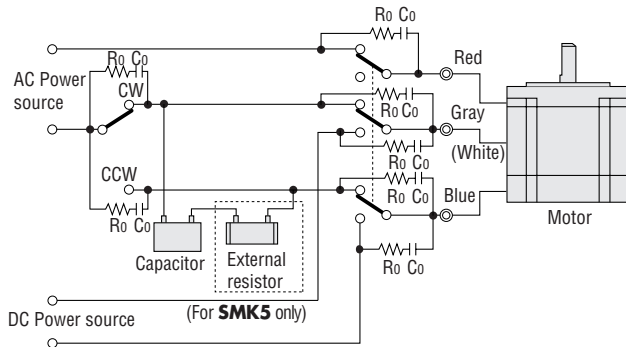 R0 C0
Red
AC Power
source
R0 C0
CW
R0 C0
Gray
(White)
R0 C0
CCW
R0 C0
Blue
R0 C0
Motor
R0 C0
Capacitor
External
resistor
(For SMK5 only)
DC Power source